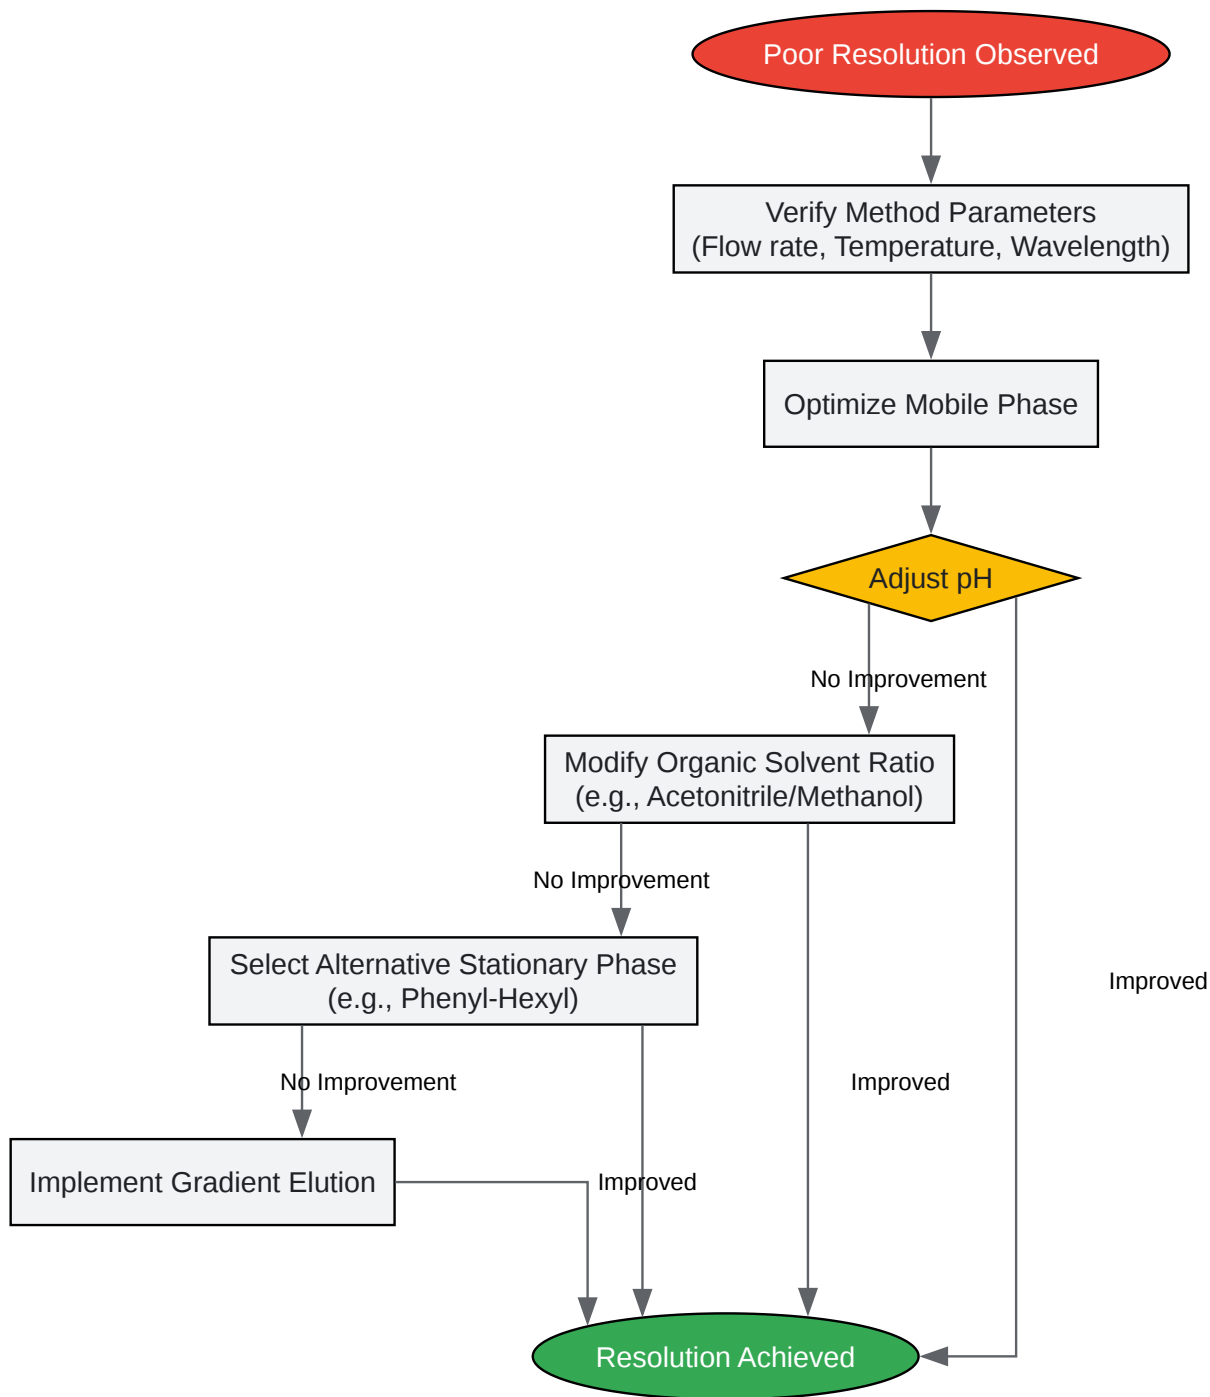 Poor Resolution Observed
Verify Method Parameters
(Flow rate, Temperature, Wavelength)
Optimize Mobile Phase
Adjust pH
No Improvement
Modify Organic Solvent Ratio
(e.g., Acetonitrile/Methanol)
No Improvement
Select Alternative Stationary Phase
(e.g., Phenyl-Hexyl)
Improved
No Improvement
Improved
Implement Gradient Elution
Improved
Resolution Achieved